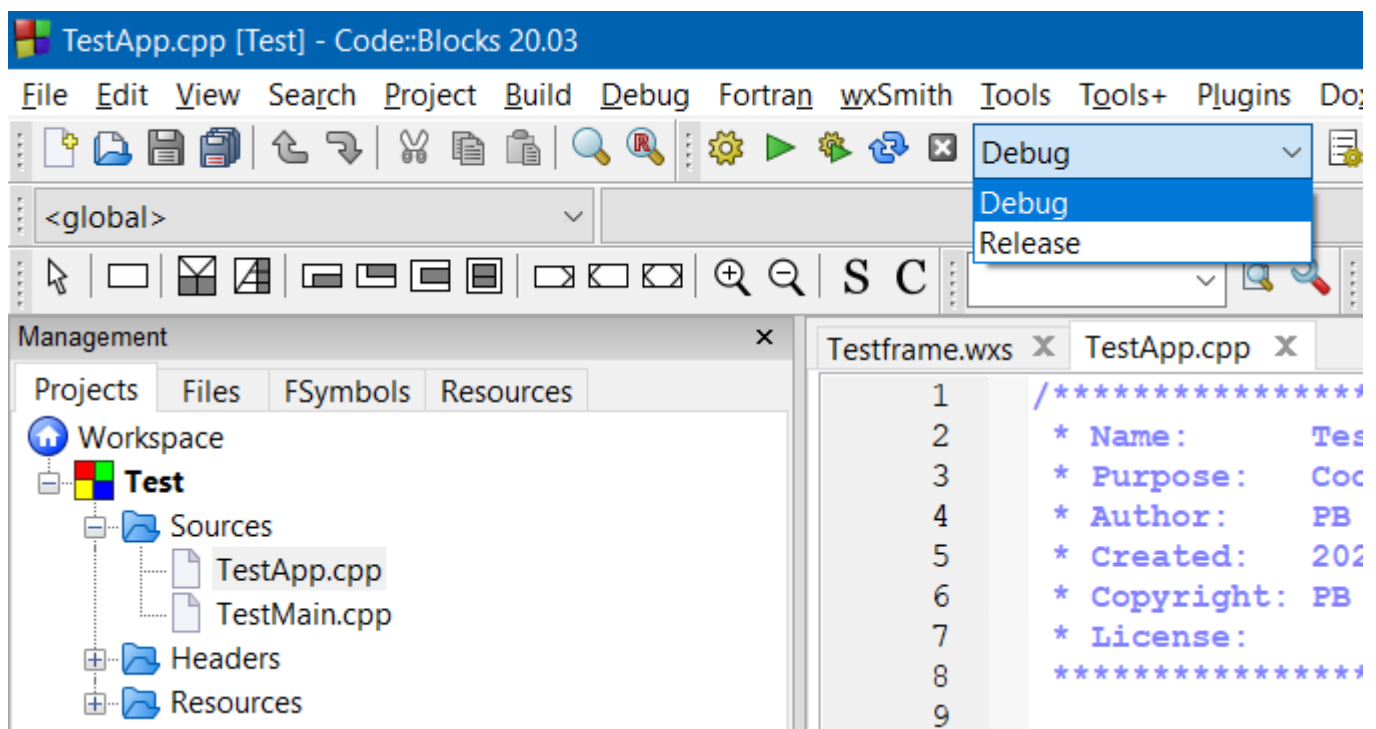 TestApp.cpp [Test] - Code::Blocks 20.03
File Edit View Search Project Build Debug Fortran wxSmith Tools Tools+ Plugins
R Debug
<global> Debug
Release
S C
Management ×
Testframe.wxs X TestApp.cpp X
Projects Files FSymbols Resources
Workspace
Test
Sources
TestApp.cpp
TestMain.cpp
Headers
Resources
1 /****************
2 * Name:
3 * Purpose:
4 * Author: PB
5 * Created:
6 * Copyright: PB
7 * License:
8 ****************
9